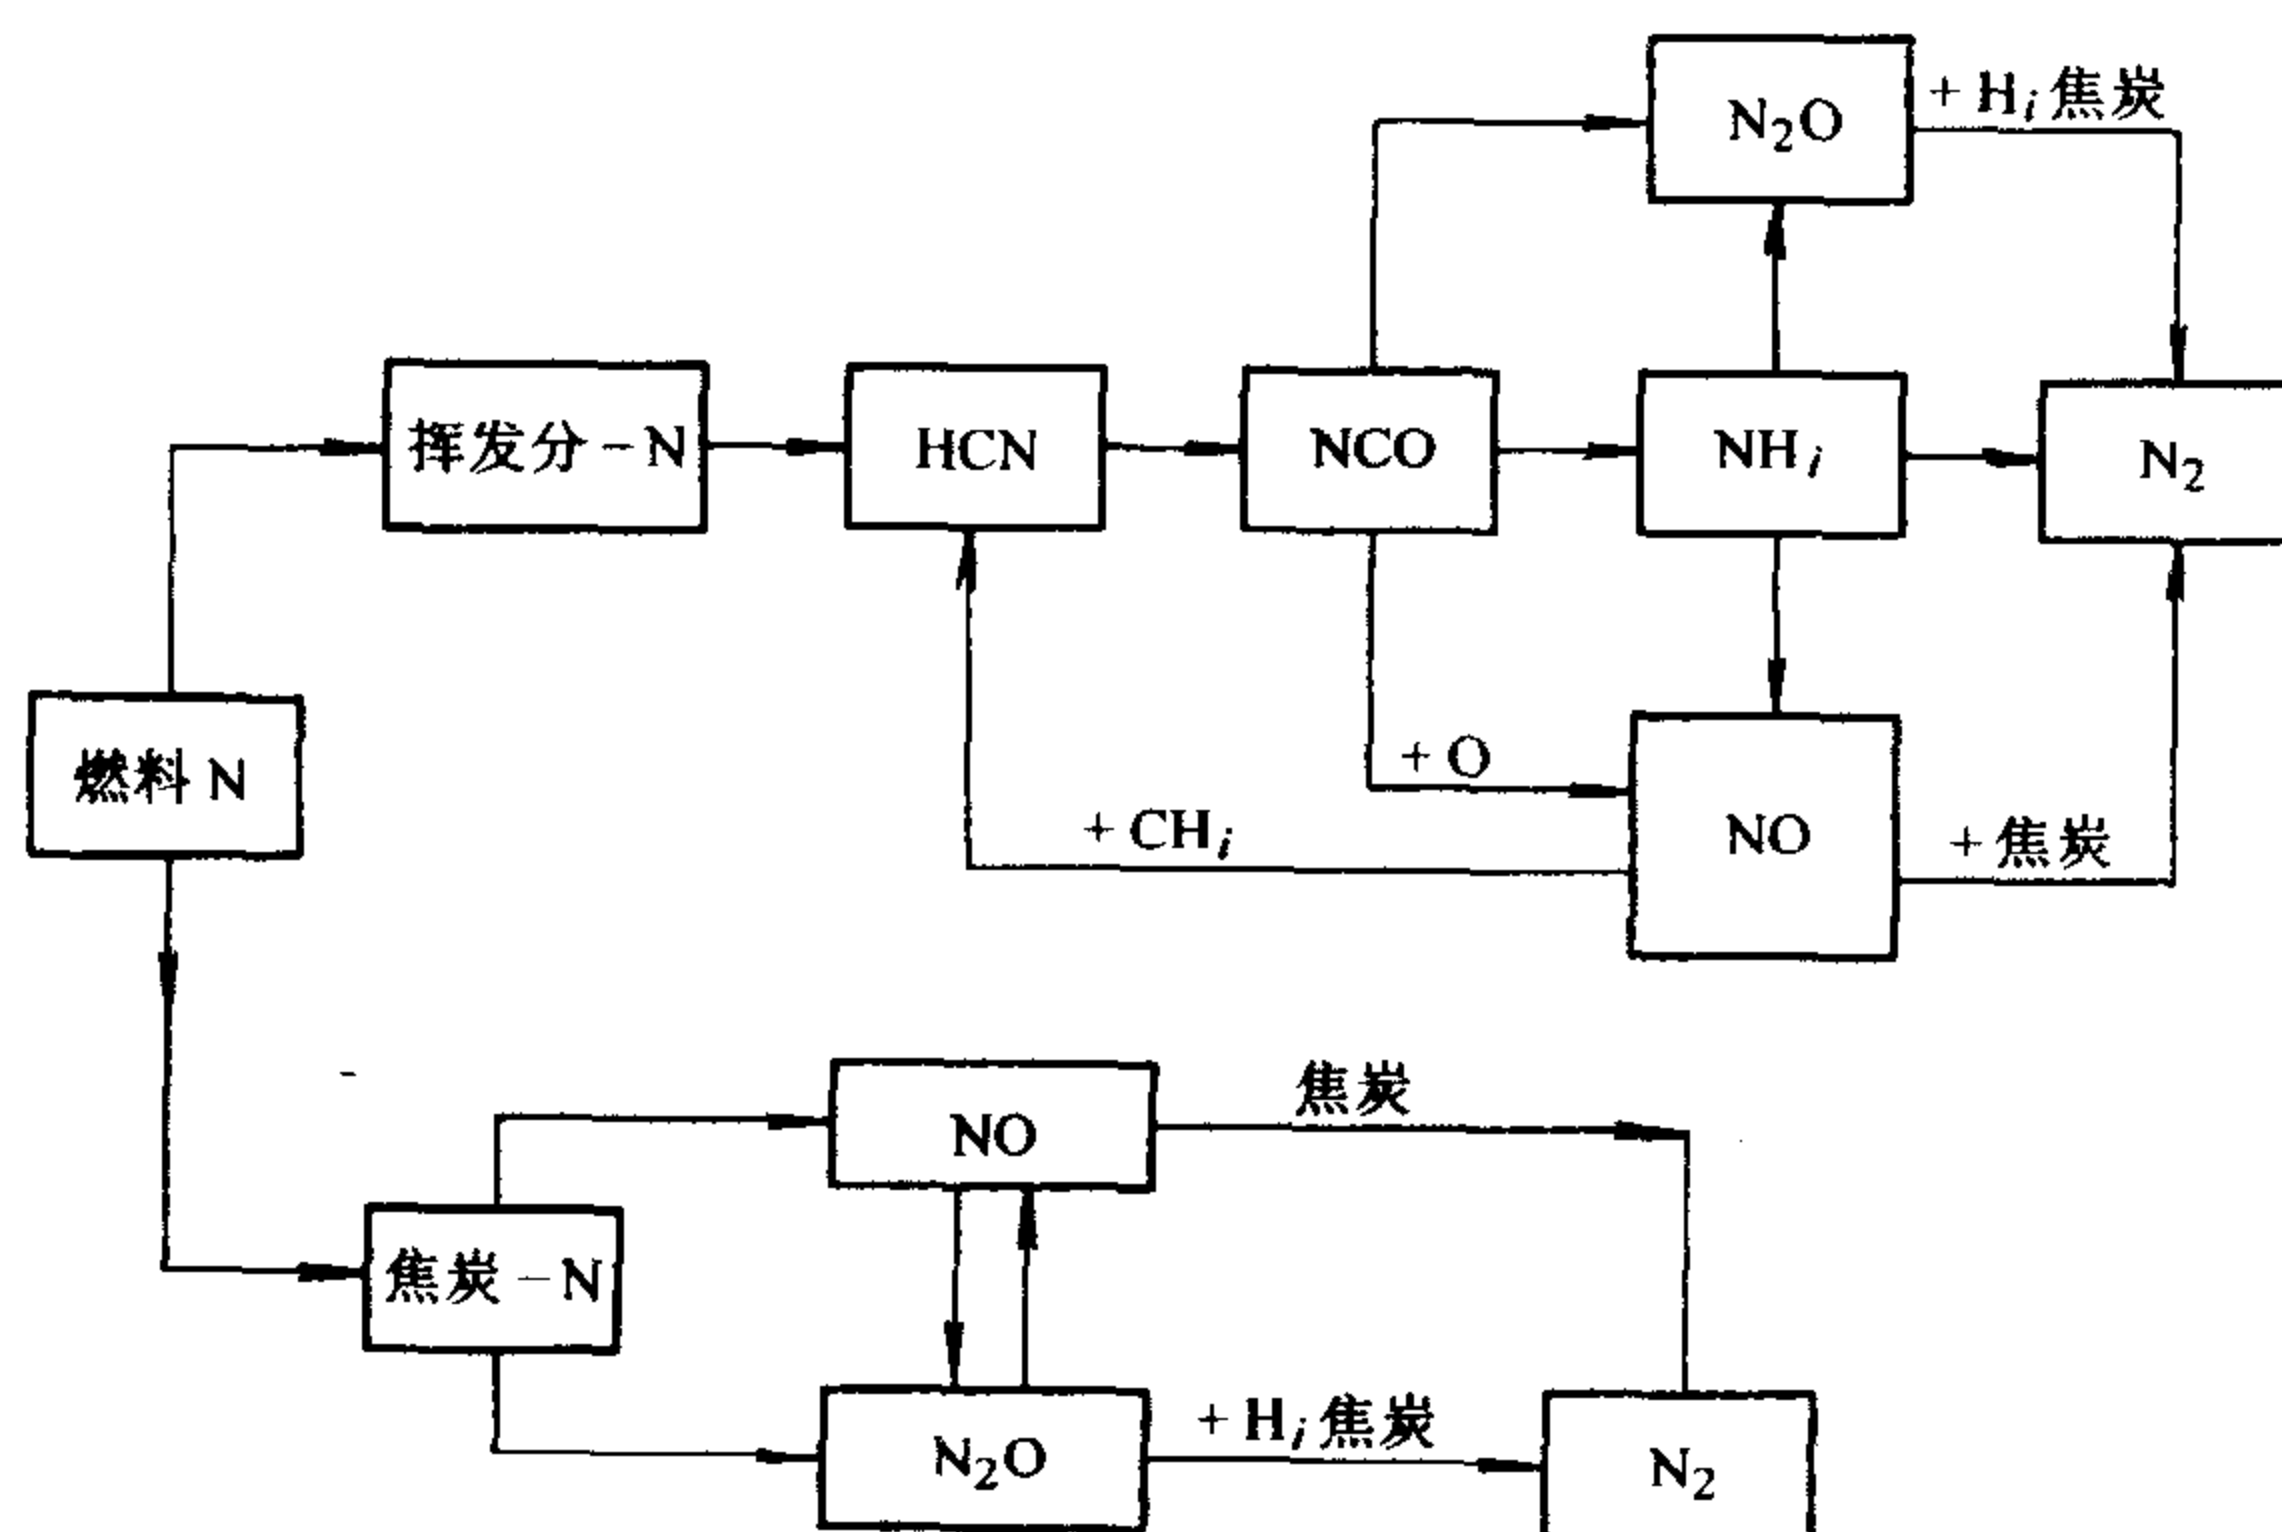 N₂O
+ Hᵢ焦炭
挥发分-N
HCN
NCO
NHᵢ
N₂
燃料 N
+ O
+ CHᵢ
NO
+ 焦炭
NO
焦炭
焦炭-N
N₂O
+ Hᵢ焦炭
N₂